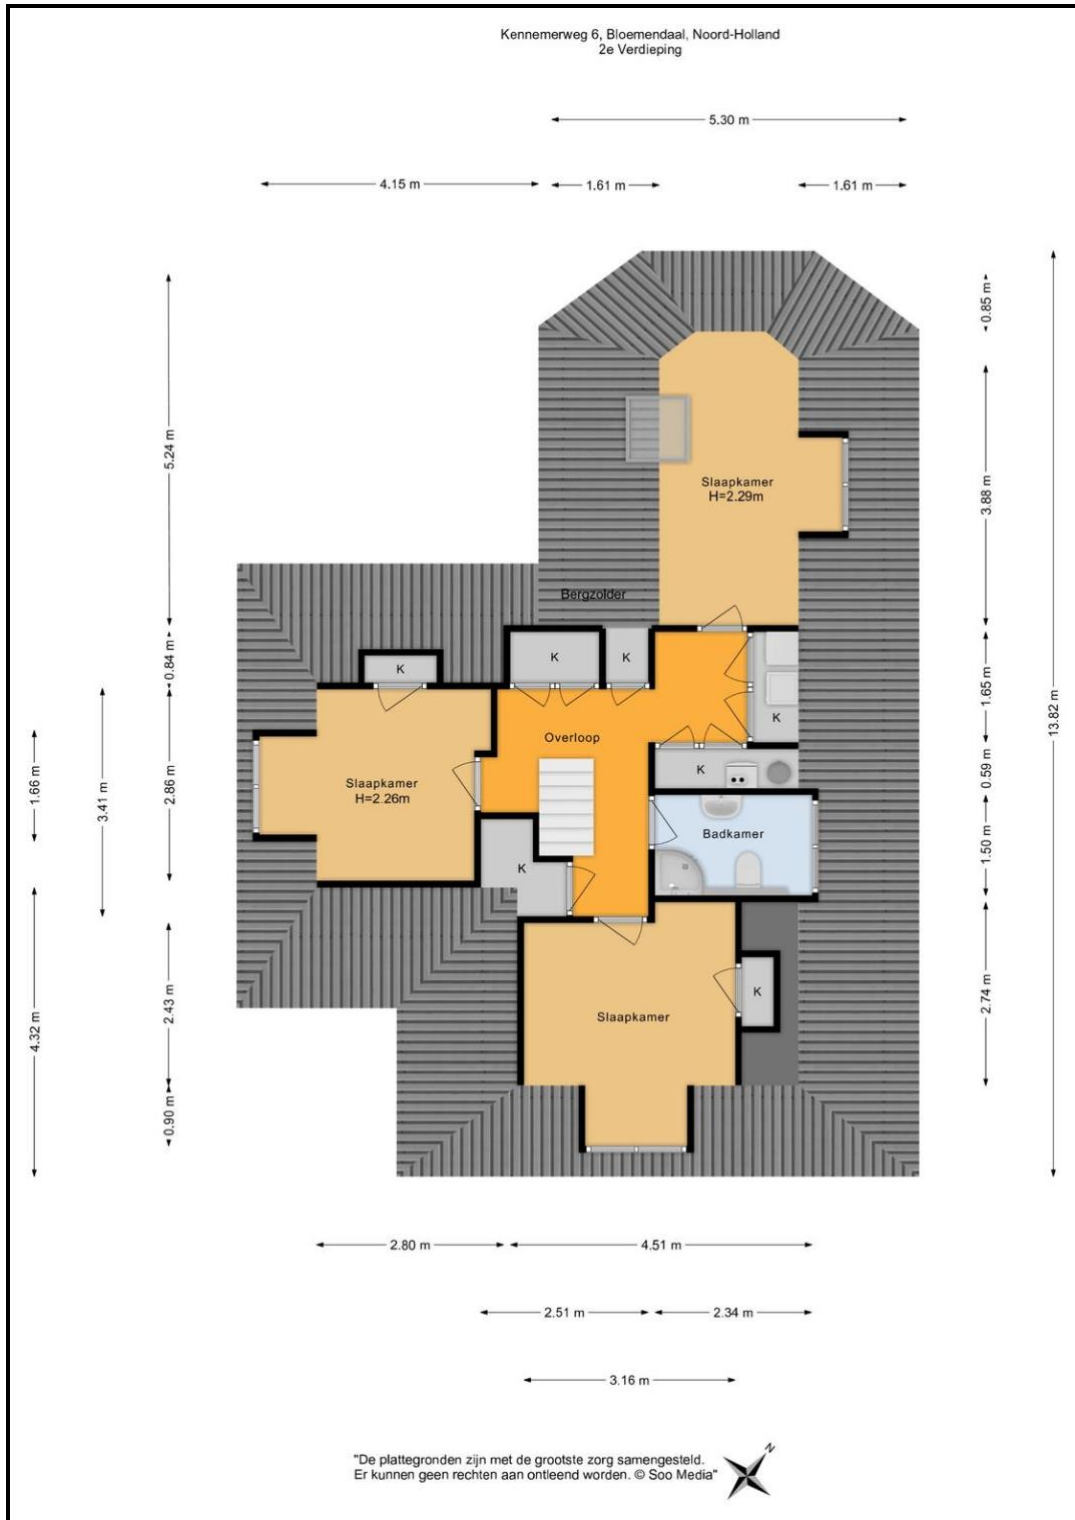 Kennemerweg 6, Bloemendaal, Noord-Holland
2e Verdieping
5.30 m
4.15 m
1.61 m
1.61 m
0.85 m
5.24 m
3.88 m
Slaapkamer
H=2.29m
Bergzolder
K
K
K
0.84 m
1.65 m
13.82 m
K
Overloop
Slaapkamer
H=2.26m
K
1.66 m
3.41 m
2.86 m
0.59 m
Badkamer
1.50 m
K
4.32 m
2.43 m
K
2.74 m
Slaapkamer
0.90 m
2.80 m
4.51 m
2.51 m
2.34 m
3.16 m
N
"De plattegronden zijn met de grootste zorg samengesteld.
Er kunnen geen rechten aan ontleend worden. © Soo Media"